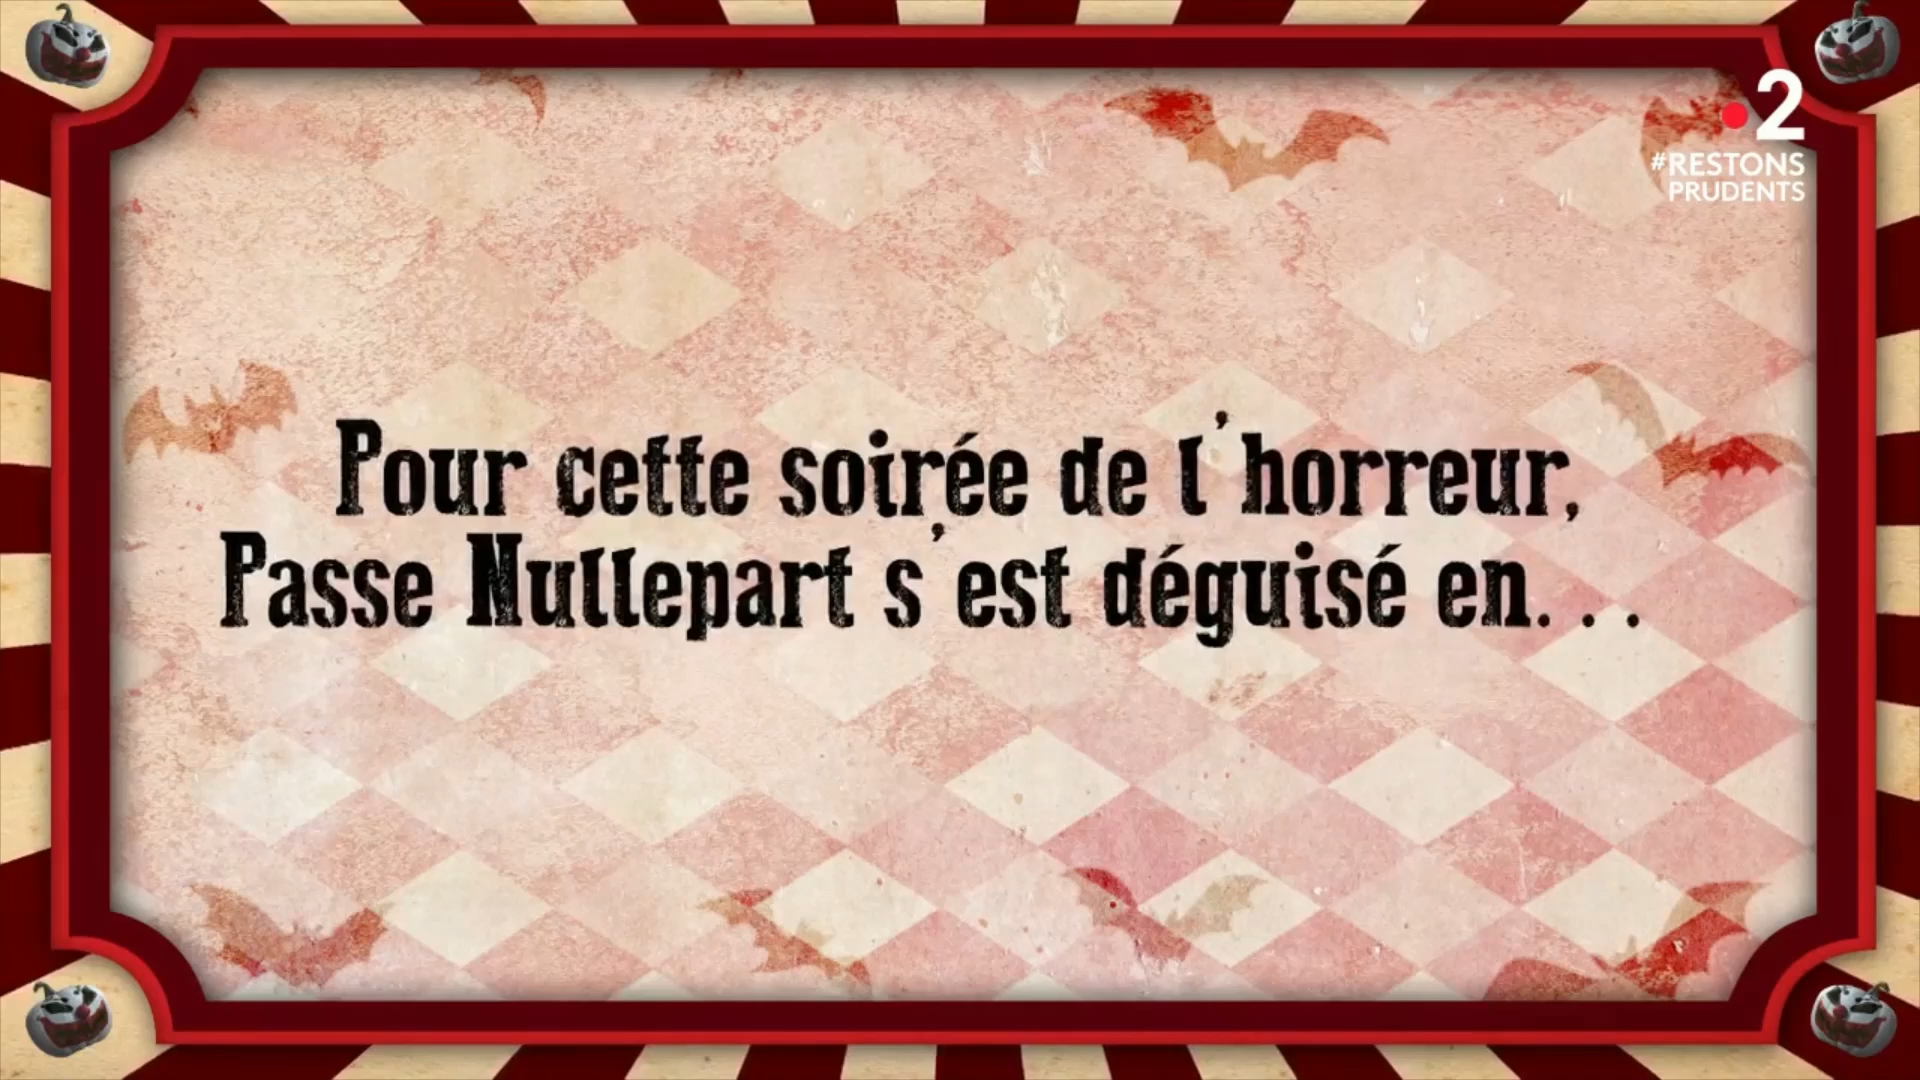 2
#RESTONS
PRUDENTS
Pour cette soirée de l'horreur,
Passe Nullepart s'est déguisé en...